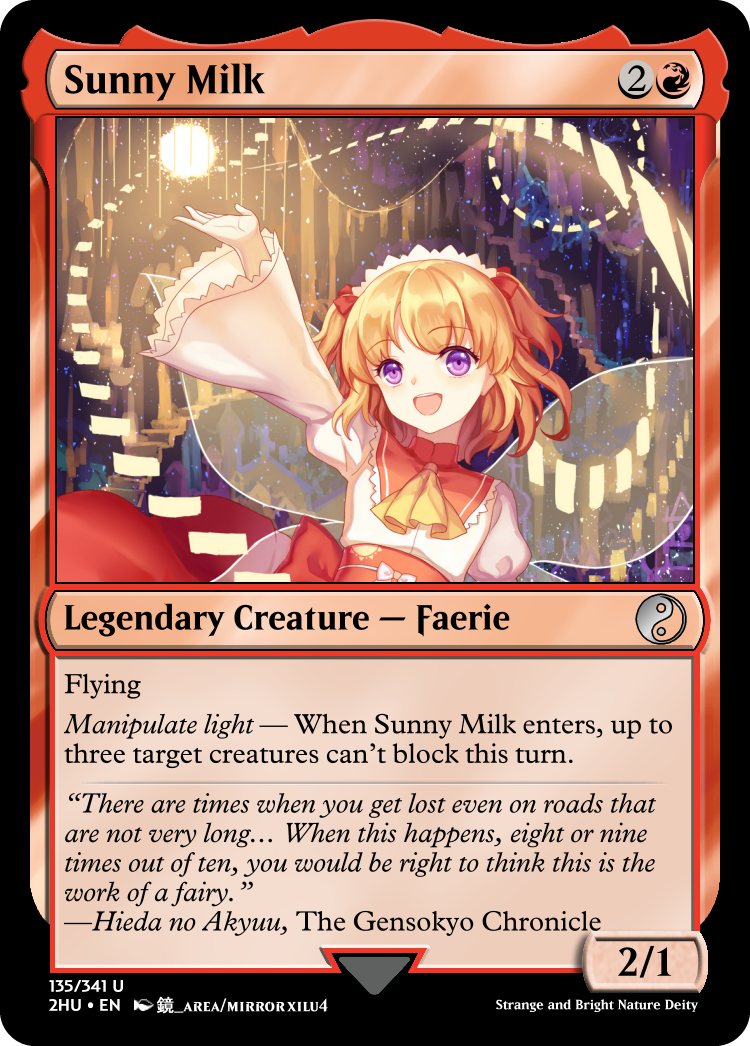 Sunny Milk 2
Legendary Creature — Faerie
Flying
Manipulate light — When Sunny Milk enters, up to
three target creatures can’t block this turn.
“There are times when you get lost even on roads that
are not very long… When this happens, eight or nine
times out of ten, you would be right to think this is the
work of a fairy.”
—Hieda no Akyuu, The Gensokyo Chronicle
2/1
135/341 U
2HU • EN 鏡_AREA/MIRROR XILU4
Strange and Bright Nature Deity